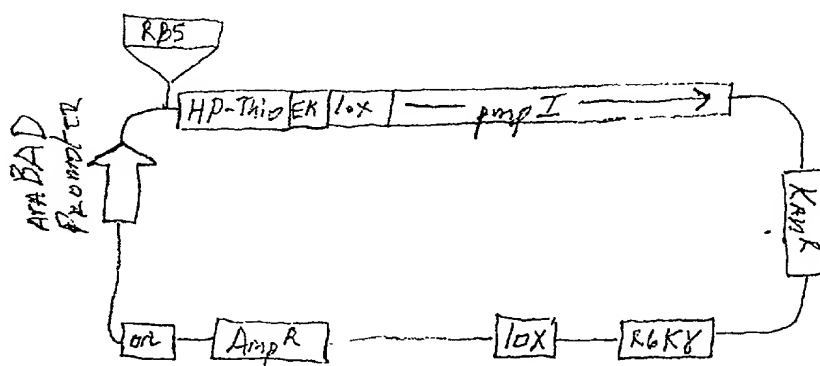 RBS
HP-Thio EK lox pmp I
araBAD
PROMOTER
KanR
ori AmpR lox R6Kγ